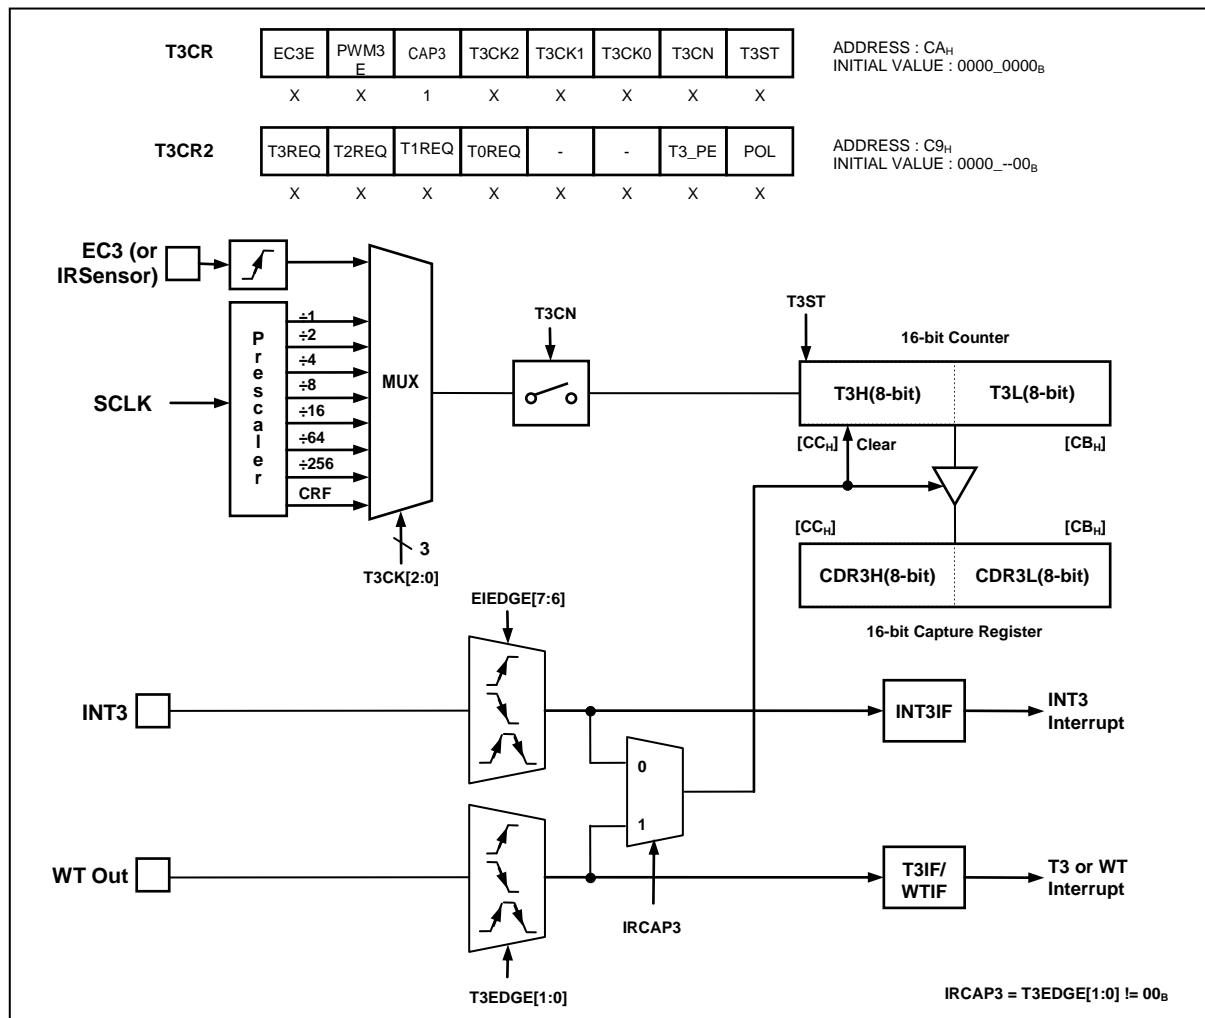 T3CR EC3E PWM3 E CAP3 T3CK2 T3CK1 T3CK0 T3CN T3ST
ADDRESS : CAH
INITIAL VALUE : 0000_0000B
X X 1 X X X X X
T3CR2 T3REQ T2REQ T1REQ T0REQ - - T3_PE POL
ADDRESS : C9H
INITIAL VALUE : 0000_--00B
X X X X X X X X
EC3 (or
IRSensor)
SCLK
Prescaler
÷1
÷2
÷4
÷8
÷16
÷64
÷256
CRF
MUX
3
T3CK[2:0]
T3CN
T3ST
16-bit Counter
T3H(8-bit) T3L(8-bit)
[CCH] Clear [CBH]
[CCH] [CBH]
CDR3H(8-bit) CDR3L(8-bit)
16-bit Capture Register
EIEDGE[7:6]
INT3
INT3IF
INT3
Interrupt
0
1
IRCAP3
WT Out
T3IF/
WTIF
T3 or WT
Interrupt
T3EDGE[1:0]
IRCAP3 = T3EDGE[1:0] != 00B